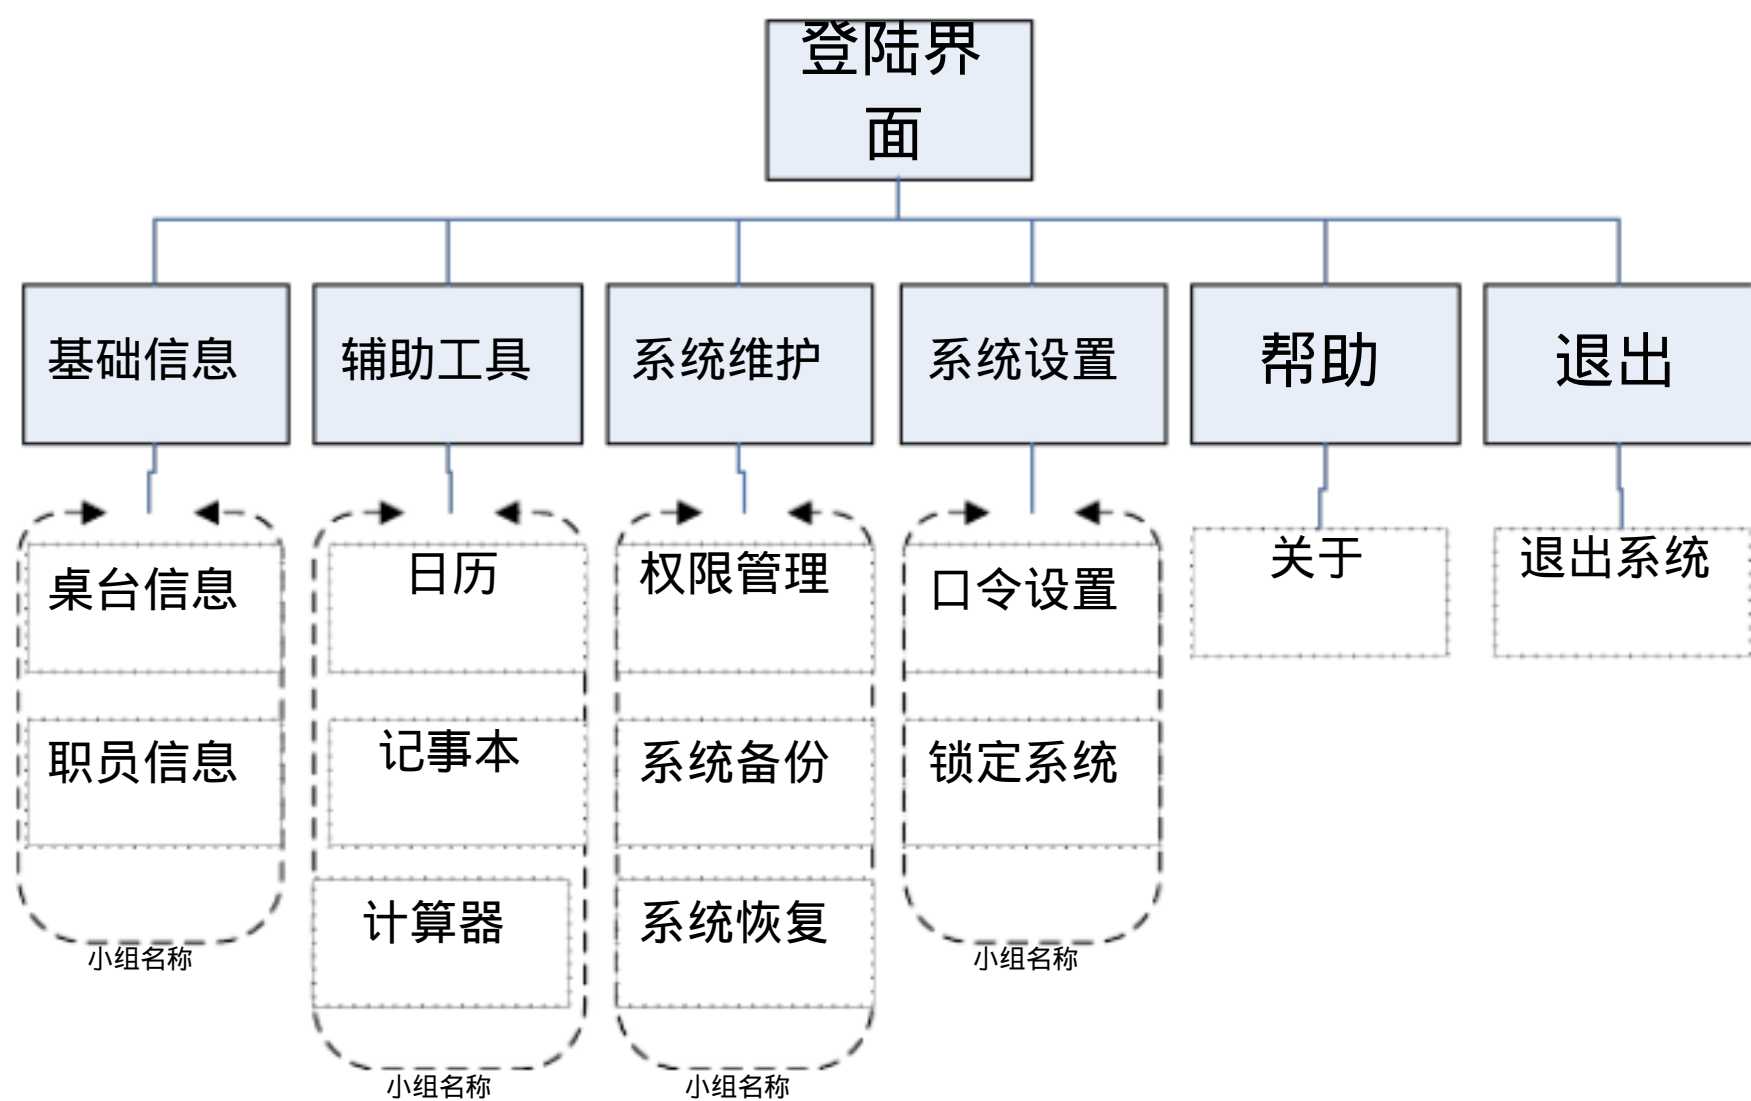 登陆界
面
基础信息
辅助工具
系统维护
系统设置
帮助
退出
桌台信息
日历
权限管理
口令设置
关于
退出系统
职员信息
记事本
系统备份
锁定系统
计算器
系统恢复
小组名称
小组名称
小组名称
小组名称